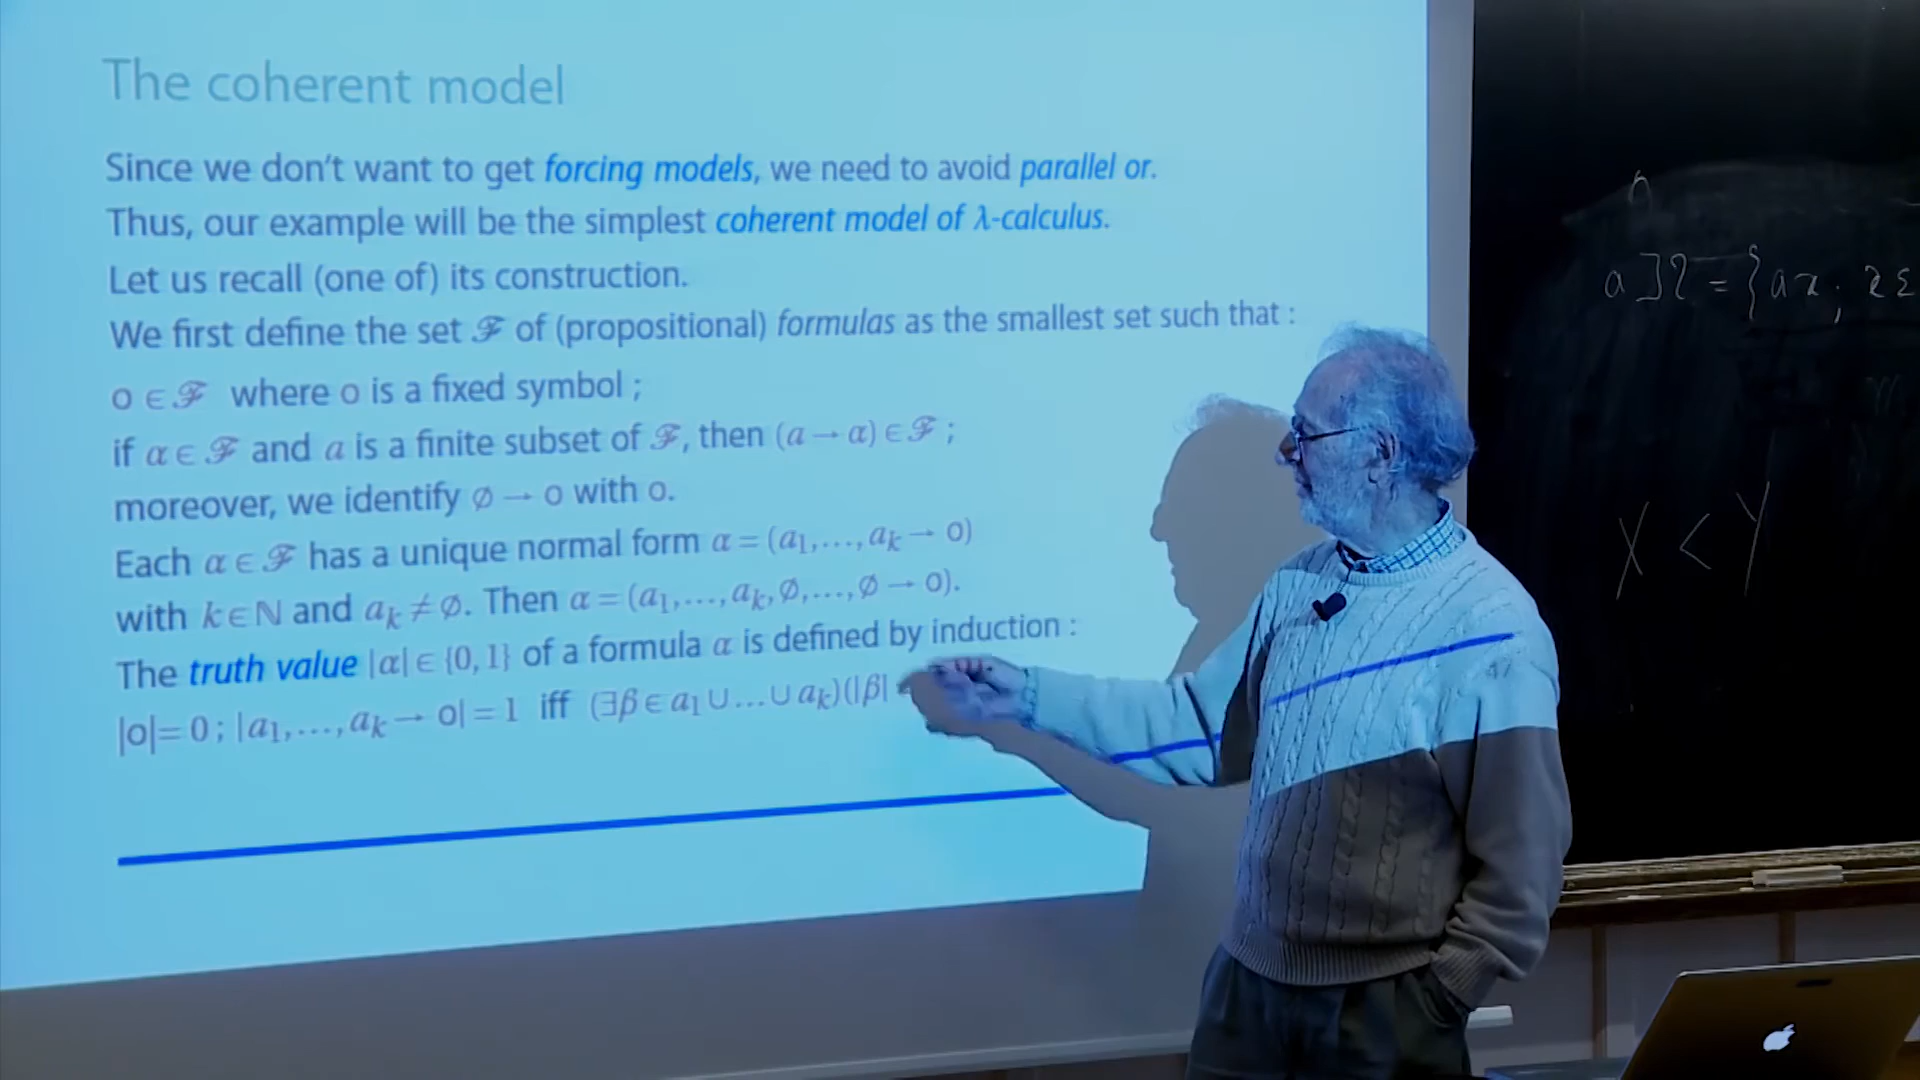 The coherent model
Since we don't want to get forcing models, we need to avoid parallel or.
Thus, our example will be the simplest coherent model of λ-calculus.
Let us recall (one of) its construction.
We first define the set ℱ of (propositional) formulas as the smallest set such that :
o ∈ ℱ where o is a fixed symbol ;
if α ∈ ℱ and a is a finite subset of ℱ, then (a → α) ∈ ℱ ;
moreover, we identify ∅ → o with o.
Each α ∈ ℱ has a unique normal form α = (a₁,…,aₖ → o)
with k ∈ ℕ and aₖ ≠ ∅. Then α = (a₁,…,aₖ,∅,…,∅ → o).
The truth value |α| ∈ {0,1} of a formula α is defined by induction :
|o| = 0 ; |a₁,…,aₖ → o| = 1 iff (∃β ∈ a₁ ∪ … ∪ aₖ)(|β|
X < Y